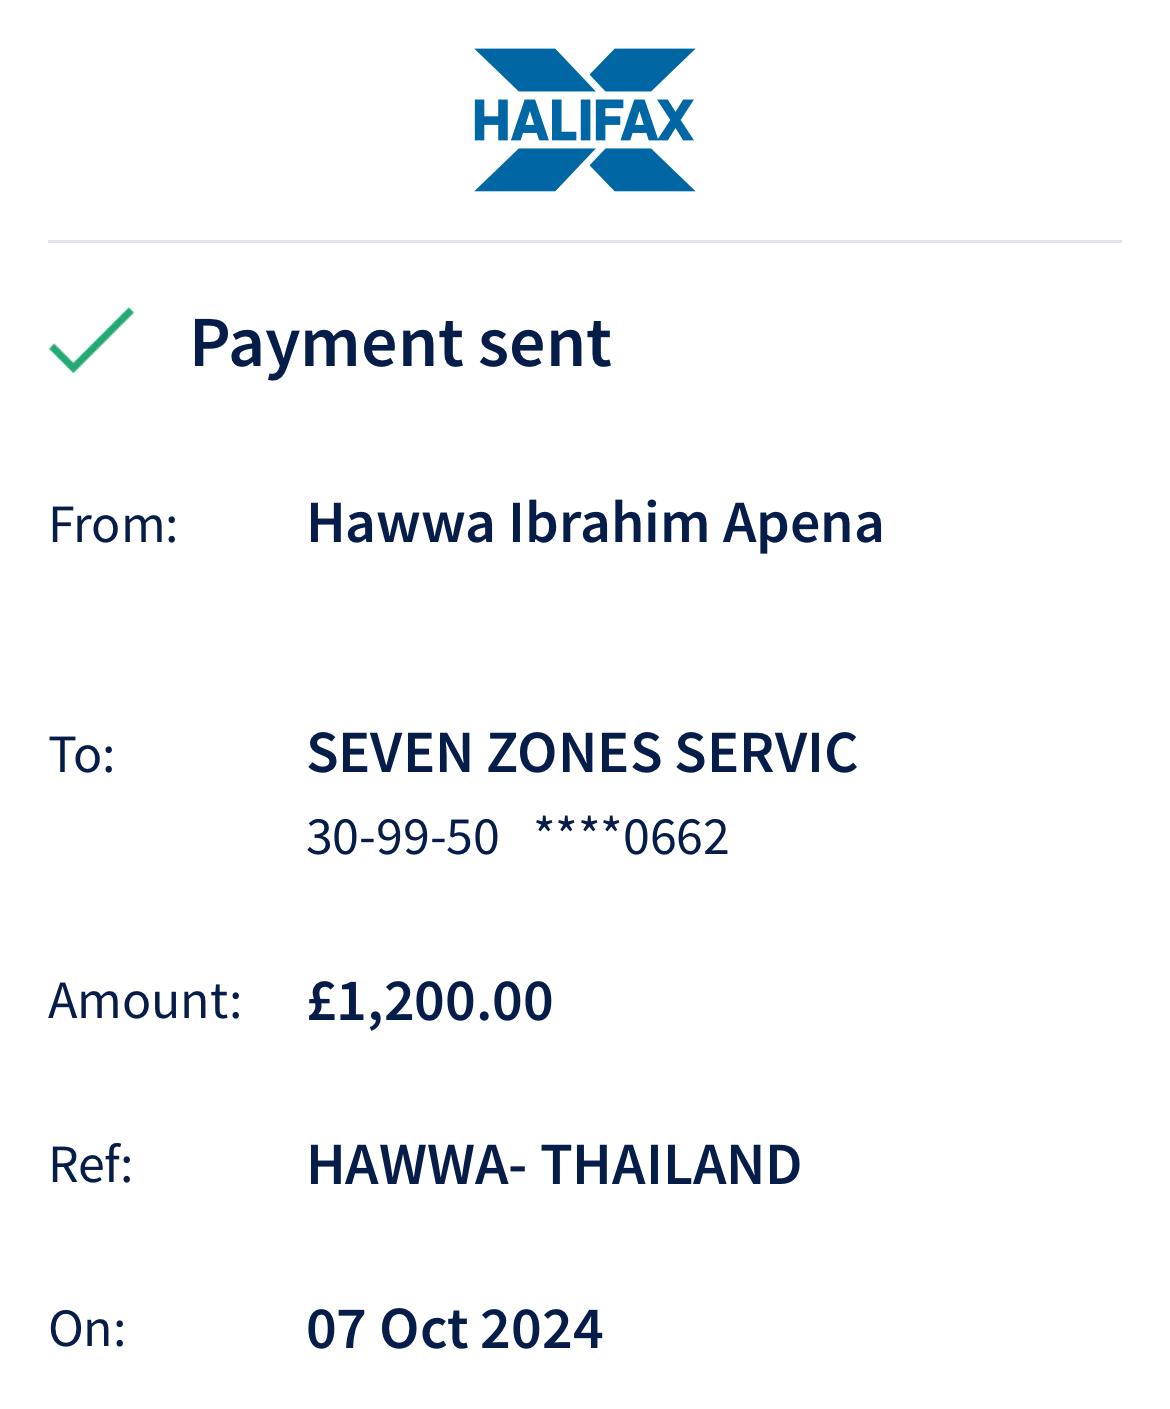 HALIFAX
Payment sent
From: Hawwa Ibrahim Apena
To: SEVEN ZONES SERVIC
30-99-50 ****0662
Amount: £1,200.00
Ref: HAWWA- THAILAND
On: 07 Oct 2024